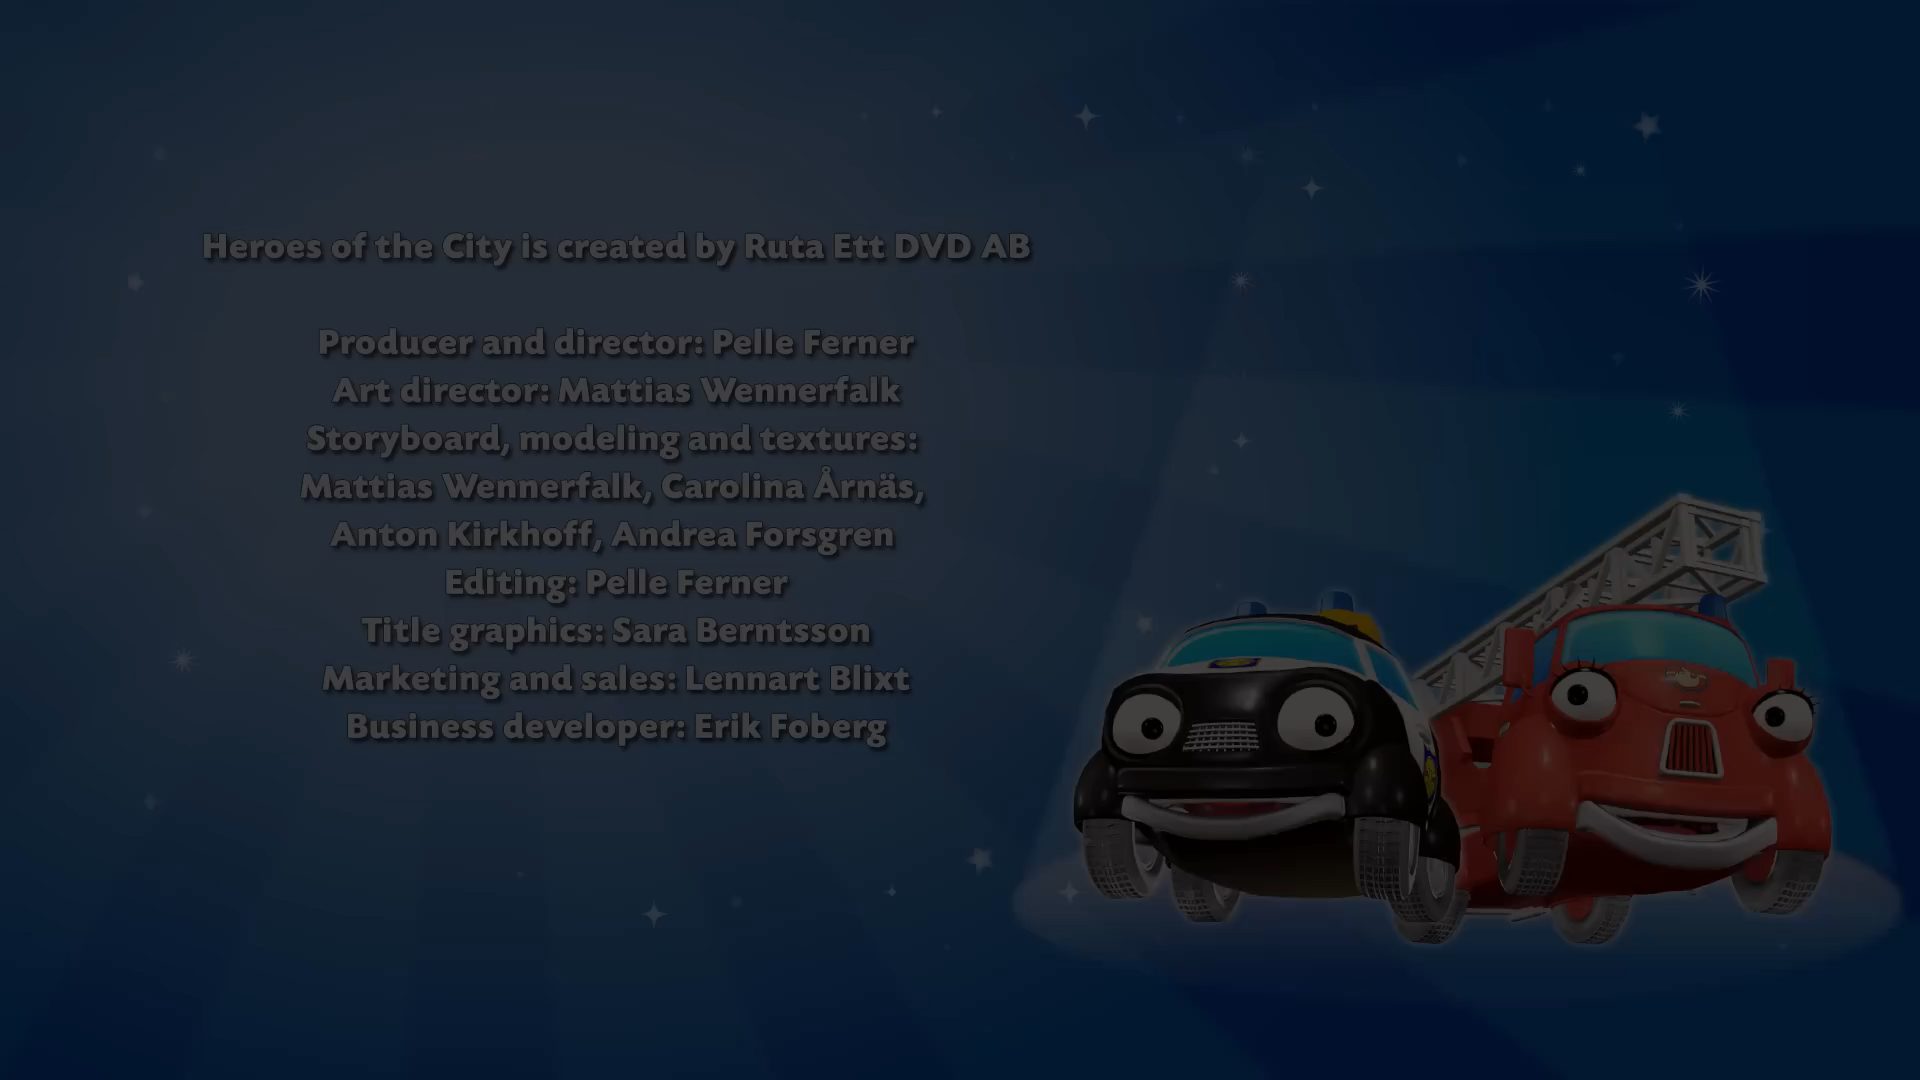 Heroes of the City is created by Ruta Ett DVD AB
Producer and director: Pelle Ferner
Art director: Mattias Wennerfalk
Storyboard, modeling and textures:
Mattias Wennerfalk, Carolina Årnäs,
Anton Kirkhoff, Andrea Forsgren
Editing: Pelle Ferner
Title graphics: Sara Berntsson
Marketing and sales: Lennart Blixt
Business developer: Erik Foberg